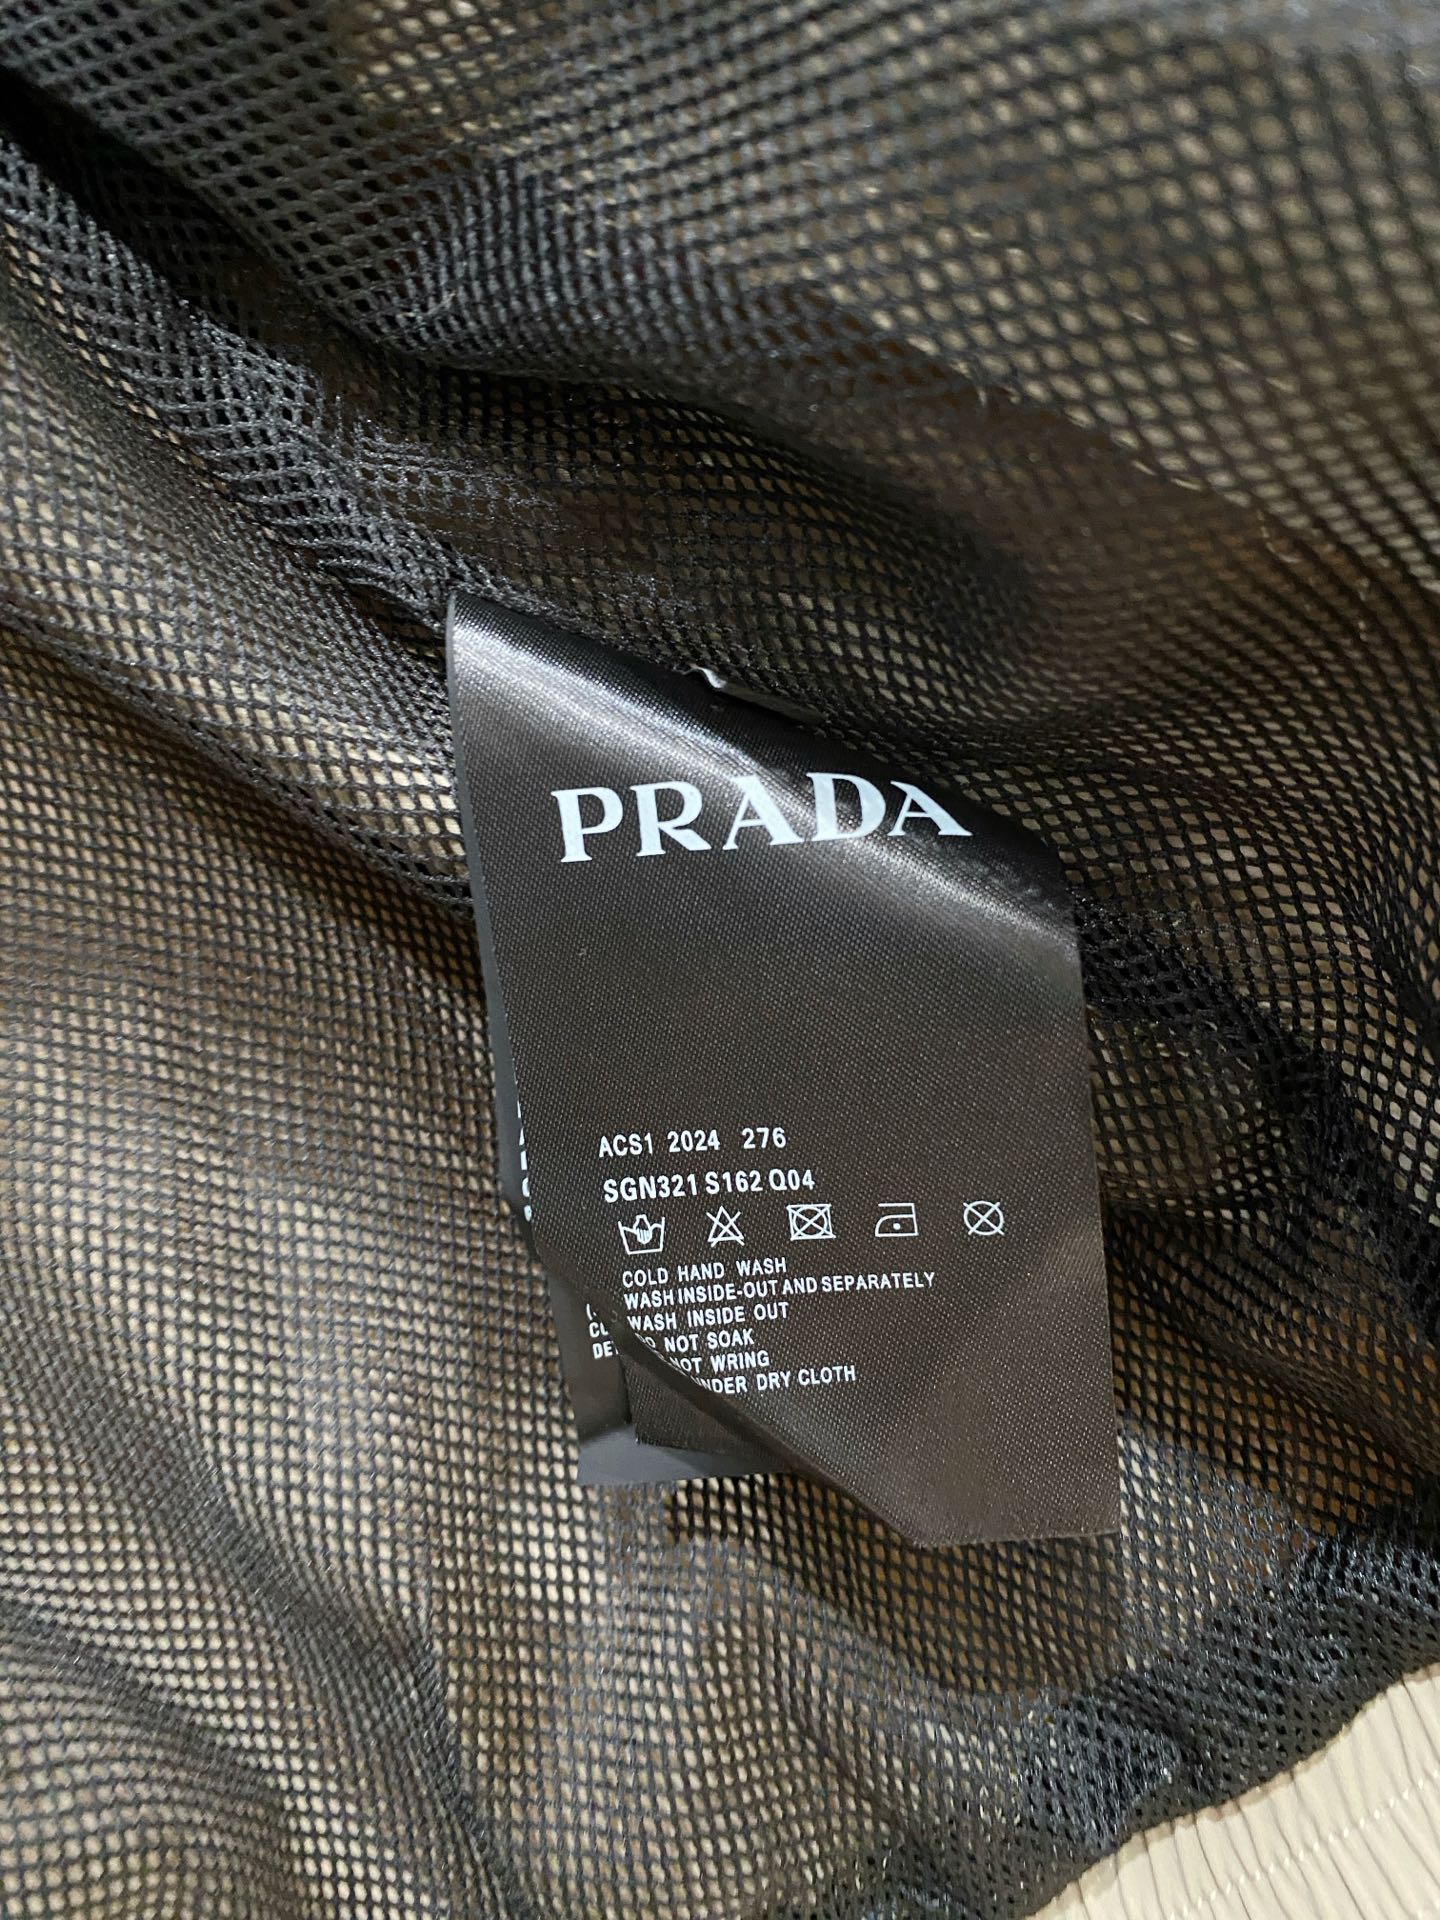 PRADA
ACS1 2024 276
SGN321 S162 Q04
COLD HAND WASH
WASH INSIDE-OUT AND SEPARATELY
WASH INSIDE OUT
NOT SOAK
NOT WRING
DRY CLOTH